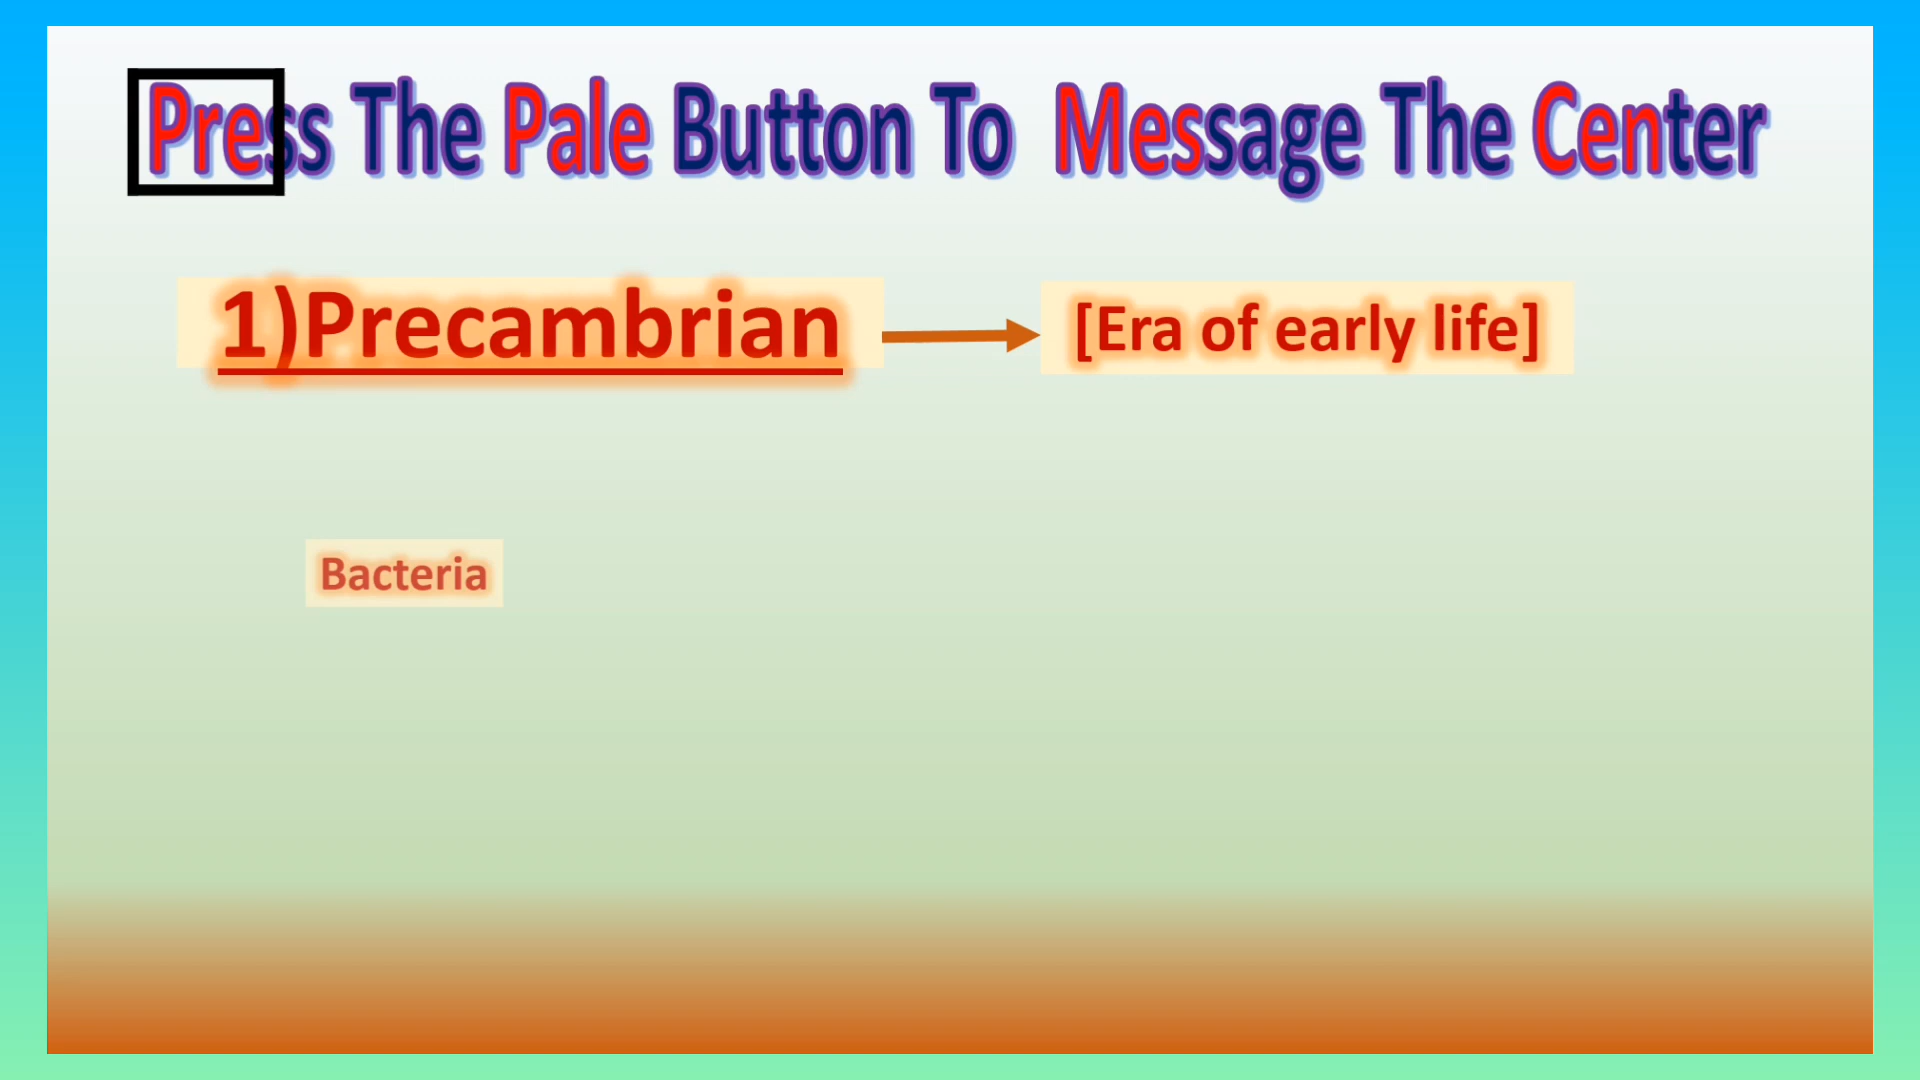 Press The Pale Button To Message The Center
1)Precambrian
[Era of early life]
Bacteria